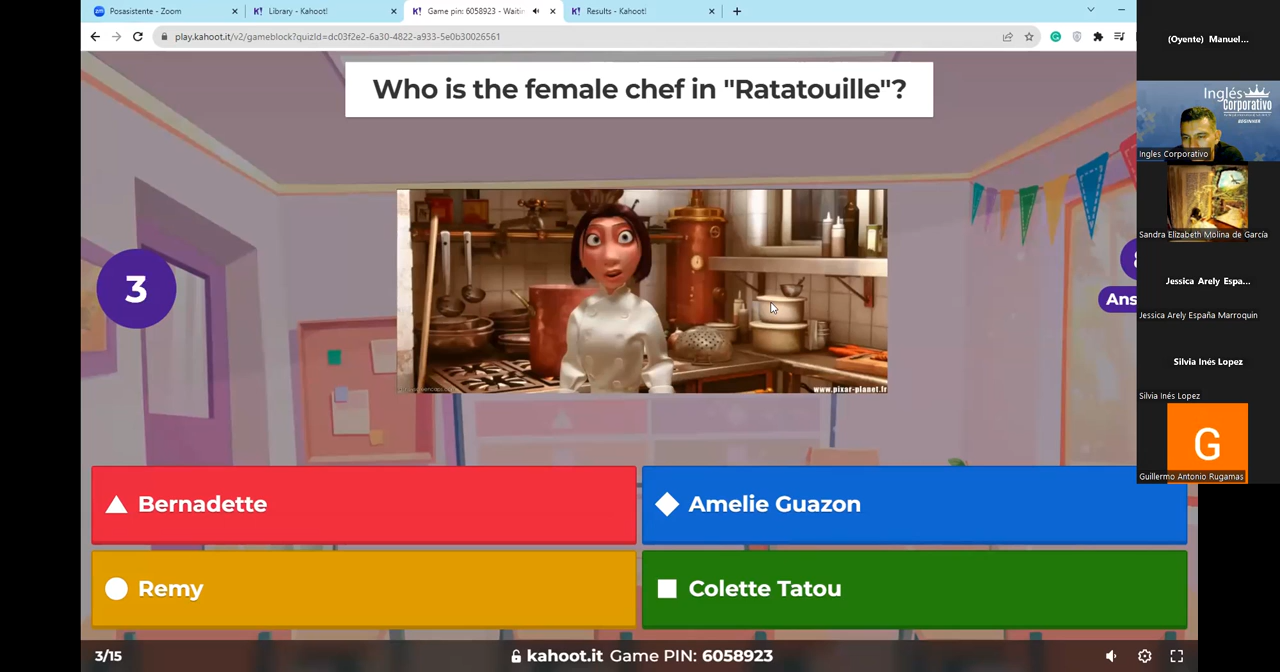 Posasistente - Zoom
Library - Kahoot!
Game pin: 6058923 - Waitin
Results - Kahoot!
play.kahoot.it/v2/gameblock?quizId=dc03f2e2-6a30-4822-a933-5e0b30026561
Who is the female chef in "Ratatouille"?
3
Ans
www.pixar-planet.fr
Bernadette
Amelie Guazon
Remy
Colette Tatou
3/15
kahoot.it Game PIN: 6058923
(Oyente) Manuel...
Inglés
Corporativo
BEGINNER
Ingles Corporativo
Sandra Elizabeth Molina de García
Jessica Arely Espa...
Jessica Arely España Marroquin
Silvia Inés Lopez
Silvia Inés Lopez
G
Guillermo Antonio Rugamas